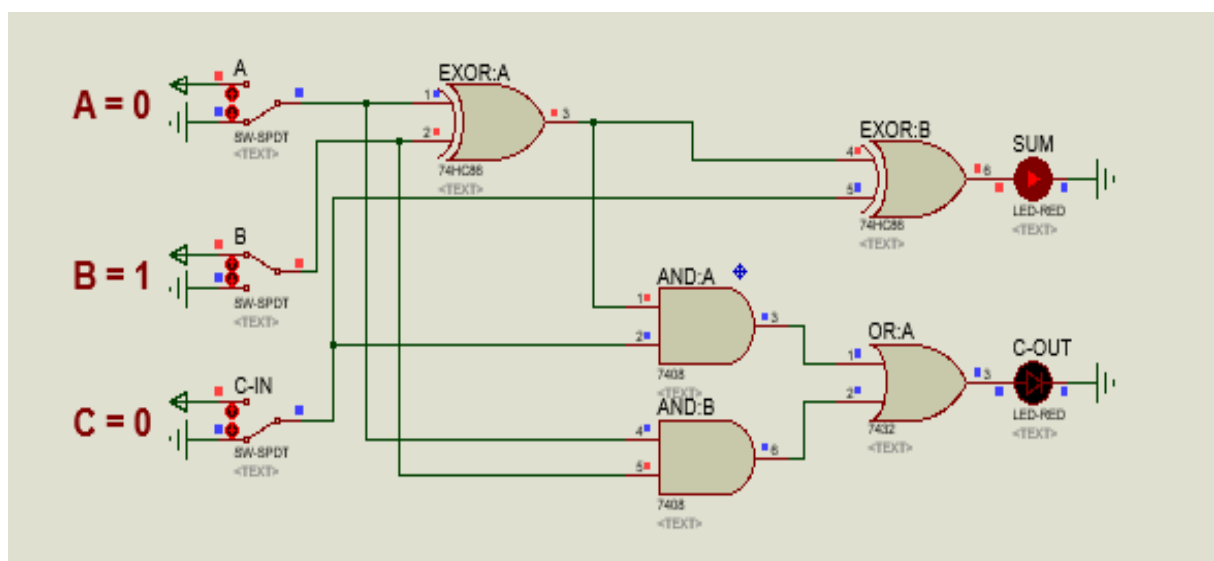 A
A = 0
SW-SPDT
<TEXT>
EXOR:A
1
2
3
74HC86
<TEXT>
EXOR:B
4
5
6
74HC86
<TEXT>
SUM
LED-RED
<TEXT>
B
B = 1
SW-SPDT
<TEXT>
AND:A
1
2
3
7408
<TEXT>
OR:A
1
2
3
7432
<TEXT>
C-OUT
LED-RED
<TEXT>
C-IN
C = 0
SW-SPDT
<TEXT>
AND:B
4
5
6
7408
<TEXT>